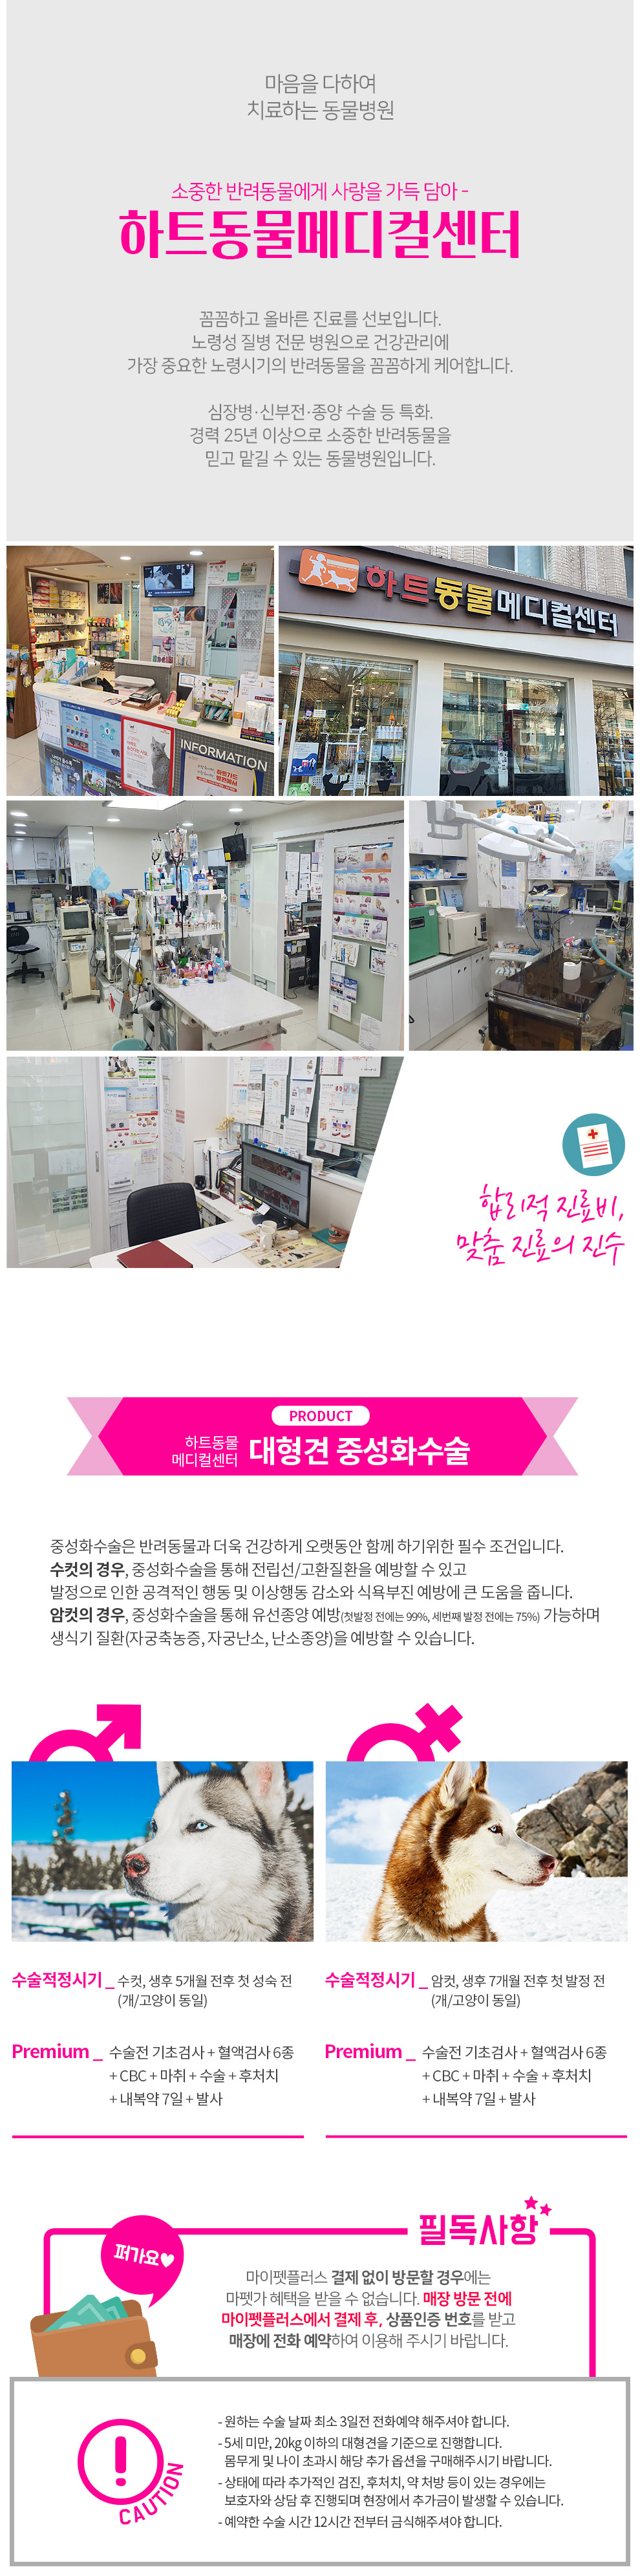 마음을 다하여
치료하는 동물병원
소중한 반려동물에게 사랑을 가득 담아 -
하트동물메디컬센터
꼼꼼하고 올바른 진료를 선보입니다.
노령성 질병 전문 병원으로 건강관리에
가장 중요한 노령시기의 반려동물을 꼼꼼하게 케어합니다.
심장병·신부전·종양 수술 등 특화.
경력 25년 이상으로 소중한 반려동물을
믿고 맡길 수 있는 동물병원입니다.
INFORMATION
하트동물메디컬센터
합리적 진료비,
맞춤 진료의 진수
PRODUCT
하트동물
메디컬센터
대형견 중성화수술
중성화수술은 반려동물과 더욱 건강하게 오랫동안 함께 하기위한 필수 조건입니다.
수컷의 경우, 중성화수술을 통해 전립선/고환질환을 예방할 수 있고
발정으로 인한 공격적인 행동 및 이상행동 감소와 식욕부진 예방에 큰 도움을 줍니다.
암컷의 경우, 중성화수술을 통해 유선종양 예방(첫발정 전에는 99%, 세번째 발정 전에는 75%) 가능하며
생식기 질환(자궁축농증, 자궁난소, 난소종양)을 예방할 수 있습니다.
수술적정시기 _ 수컷, 생후 5개월 전후 첫 성숙 전
(개/고양이 동일)
Premium _ 수술전 기초검사 + 혈액검사 6종
+ CBC + 마취 + 수술 + 후처치
+ 내복약 7일 + 발사
수술적정시기 _ 암컷, 생후 7개월 전후 첫 발정 전
(개/고양이 동일)
Premium _ 수술전 기초검사 + 혈액검사 6종
+ CBC + 마취 + 수술 + 후처치
+ 내복약 7일 + 발사
필독사항
퍼가요♥
마이펫플러스 결제 없이 방문할 경우에는
마펫가 혜택을 받을 수 없습니다. 매장 방문 전에
마이펫플러스에서 결제 후, 상품인증 번호를 받고
매장에 전화 예약하여 이용해 주시기 바랍니다.
CAUTION
- 원하는 수술 날짜 최소 3일전 전화예약 해주셔야 합니다.
- 5세 미만, 20kg 이하의 대형견을 기준으로 진행합니다.
몸무게 및 나이 초과시 해당 추가 옵션을 구매해주시기 바랍니다.
- 상태에 따라 추가적인 검진, 후처치, 약 처방 등이 있는 경우에는
보호자와 상담 후 진행되며 현장에서 추가금이 발생할 수 있습니다.
- 예약한 수술 시간 12시간 전부터 금식해주셔야 합니다.